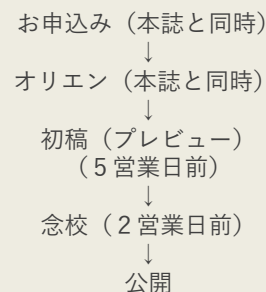 お申込み（本誌と同時）
↓
オリエン（本誌と同時）
↓
初稿（プレビュー）
（５営業日前）
↓
念校（２営業日前）
↓
公開